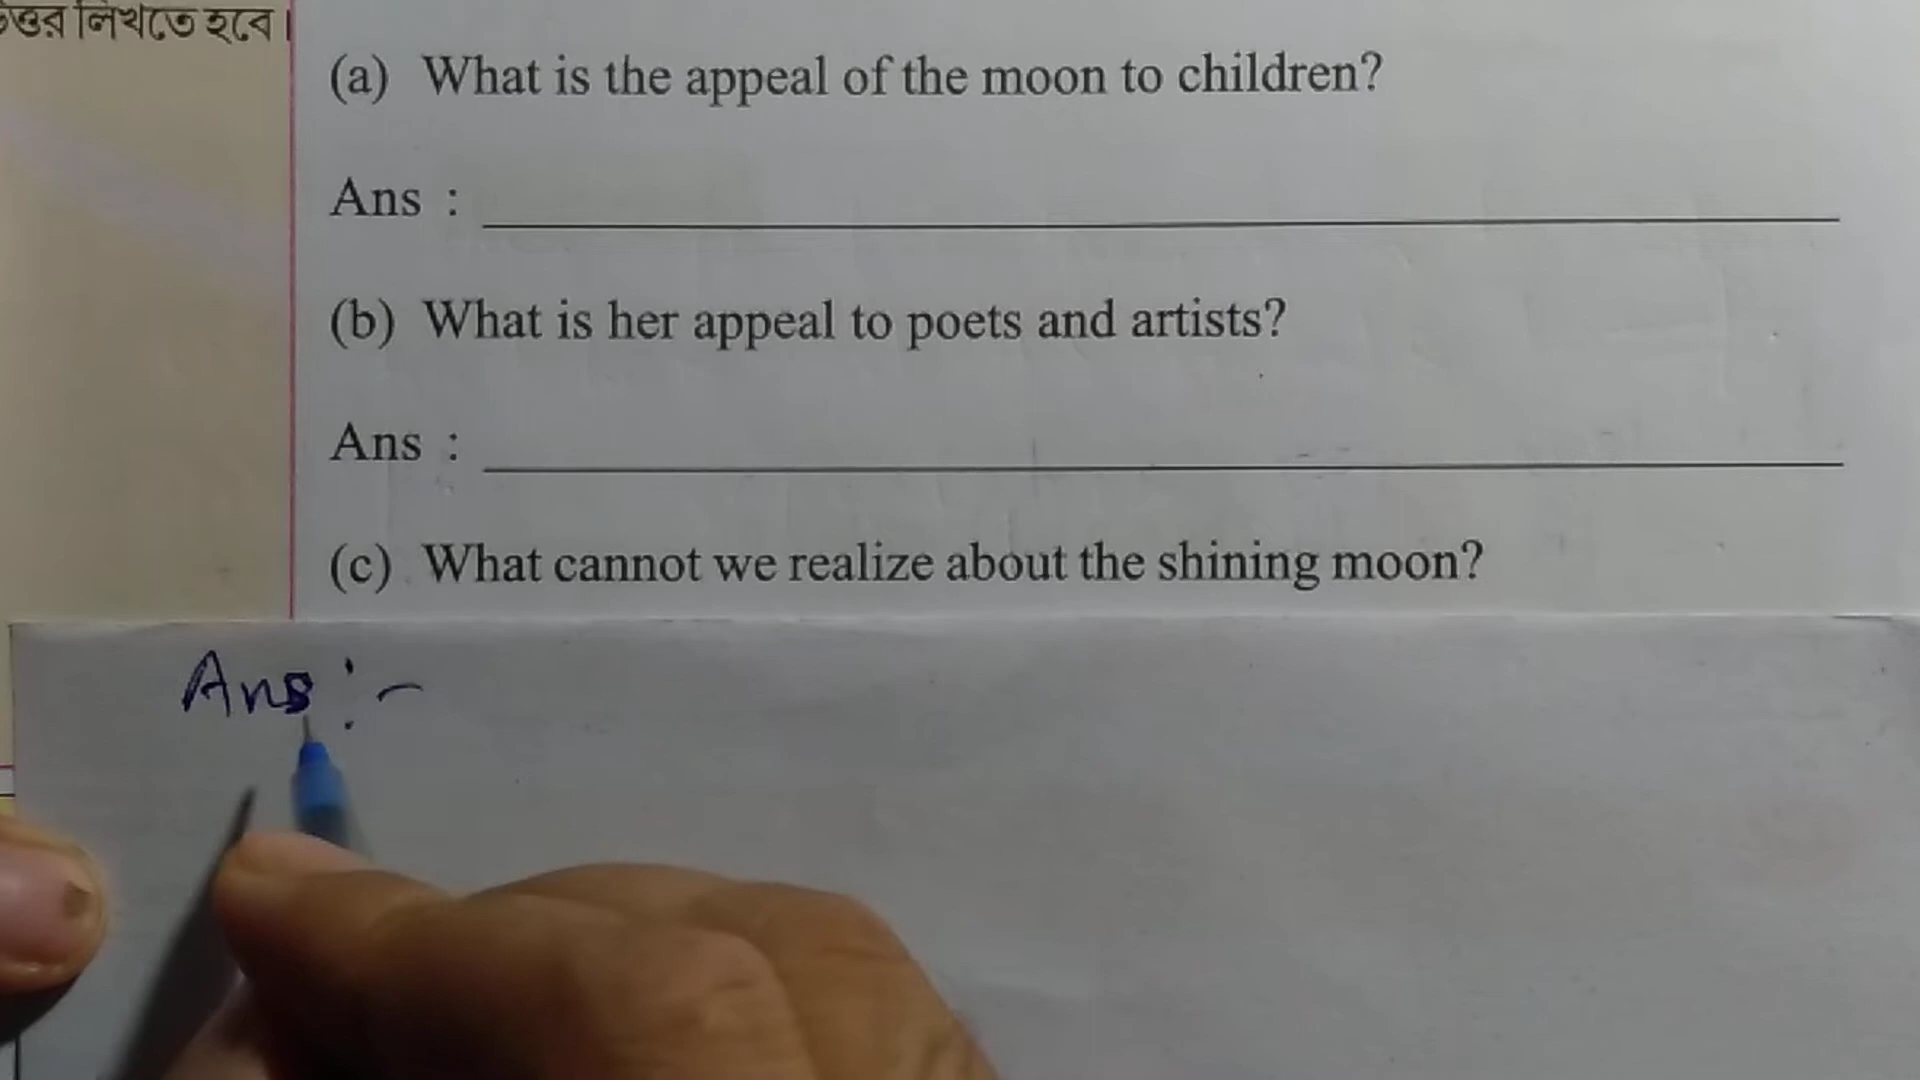 উত্তর লিখতে হবে।
(a) What is the appeal of the moon to children?
Ans :
(b) What is her appeal to poets and artists?
Ans :
(c) What cannot we realize about the shining moon?
Ans :-